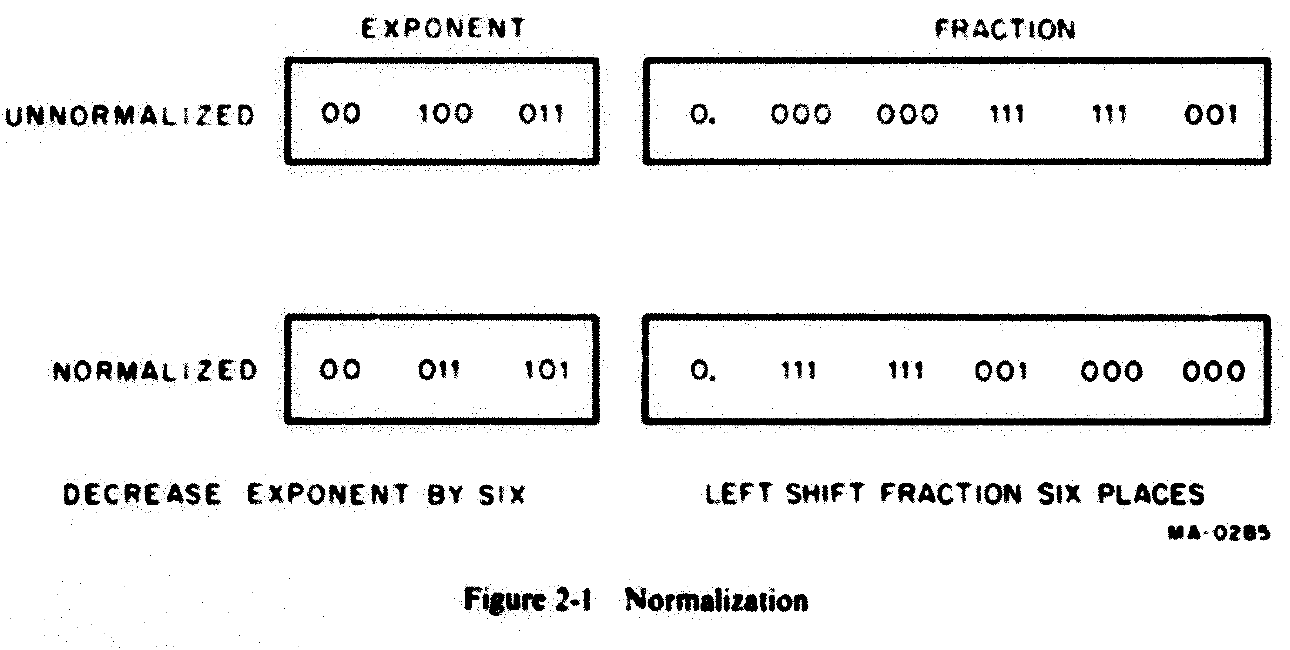 EXPONENT FRACTION
UNNORMALIZED 00 100 011 0. 000 000 111 111 001
NORMALIZED 00 011 101 0. 111 111 001 000 000
DECREASE EXPONENT BY SIX LEFT SHIFT FRACTION SIX PLACES
MA-0285
Figure 2-1 Normalization